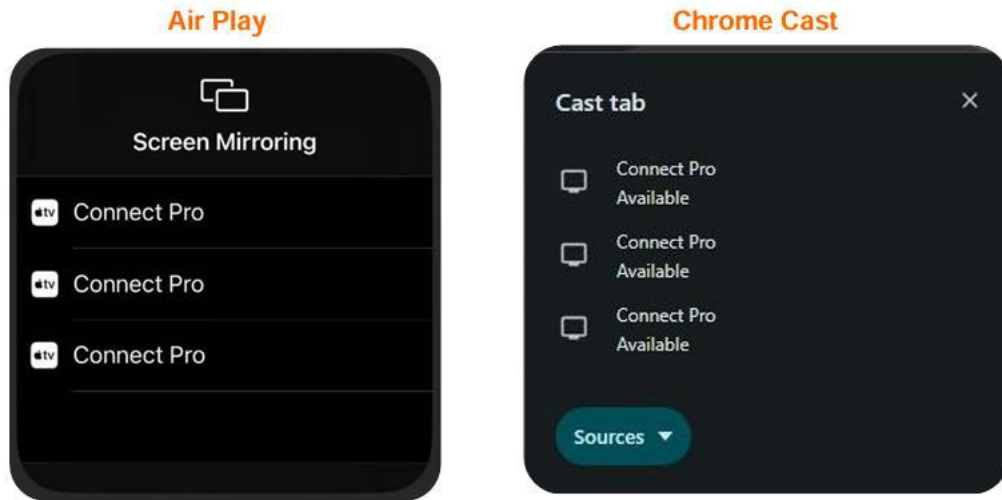 Air Play
Screen Mirroring
tv Connect Pro
tv Connect Pro
tv Connect Pro
Chrome Cast
Cast tab
Connect Pro
Available
Connect Pro
Available
Connect Pro
Available
Sources